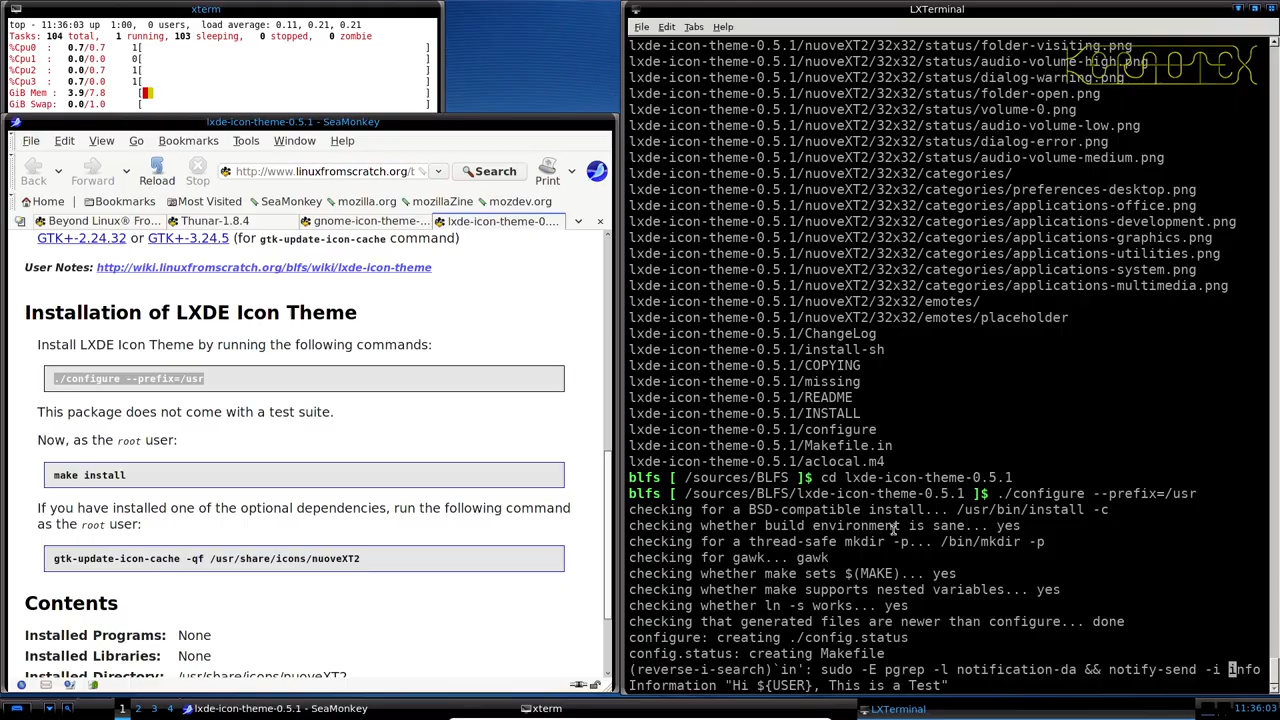 xterm
top - 11:36:03 up  1:00, 0 users, load average: 0.11, 0.21, 0.21
Tasks: 104 total, 1 running, 103 sleeping, 0 stopped, 0 zombie
%Cpu0 : 0.7/0.7 1[ ]
%Cpu1 : 0.0/0.0 0[ ]
%Cpu2 : 0.7/0.0 1[ ]
%Cpu3 : 0.7/0.0 1[ ]
GiB Mem : 3.9/7.8 [ ]
GiB Swap: 0.0/1.0 [ ]
lxde-icon-theme-0.5.1 - SeaMonkey
File Edit View Go Bookmarks Tools Window Help
Back Forward Reload Stop http://www.linuxfromscratch.org/ Search Print
Home Bookmarks Most Visited SeaMonkey mozilla.org mozillaZine mozdev.org
Beyond Linux® Fro... Thunar-1.8.4 gnome-icon-theme-... lxde-icon-theme-0....
GTK+-2.24.32 or GTK+-3.24.5 (for gtk-update-icon-cache command)
User Notes: http://wiki.linuxfromscratch.org/blfs/wiki/lxde-icon-theme
Installation of LXDE Icon Theme
Install LXDE Icon Theme by running the following commands:
./configure --prefix=/usr
This package does not come with a test suite.
Now, as the root user:
make install
If you have installed one of the optional dependencies, run the following command
as the root user:
gtk-update-icon-cache -qf /usr/share/icons/nuoveXT2
Contents
Installed Programs: None
Installed Libraries: None
/usr/share/icons/nuoveXT2
LXTerminal
File Edit Tabs Help
lxde-icon-theme-0.5.1/nuoveXT2/32x32/status/folder-visiting.png
lxde-icon-theme-0.5.1/nuoveXT2/32x32/status/audio-volume-high.png
lxde-icon-theme-0.5.1/nuoveXT2/32x32/status/dialog-warning.png
lxde-icon-theme-0.5.1/nuoveXT2/32x32/status/folder-open.png
lxde-icon-theme-0.5.1/nuoveXT2/32x32/status/volume-0.png
lxde-icon-theme-0.5.1/nuoveXT2/32x32/status/audio-volume-low.png
lxde-icon-theme-0.5.1/nuoveXT2/32x32/status/dialog-error.png
lxde-icon-theme-0.5.1/nuoveXT2/32x32/status/audio-volume-medium.png
lxde-icon-theme-0.5.1/nuoveXT2/32x32/categories/
lxde-icon-theme-0.5.1/nuoveXT2/32x32/categories/preferences-desktop.png
lxde-icon-theme-0.5.1/nuoveXT2/32x32/categories/applications-office.png
lxde-icon-theme-0.5.1/nuoveXT2/32x32/categories/applications-development.png
lxde-icon-theme-0.5.1/nuoveXT2/32x32/categories/applications-graphics.png
lxde-icon-theme-0.5.1/nuoveXT2/32x32/categories/applications-utilities.png
lxde-icon-theme-0.5.1/nuoveXT2/32x32/categories/applications-system.png
lxde-icon-theme-0.5.1/nuoveXT2/32x32/categories/applications-multimedia.png
lxde-icon-theme-0.5.1/nuoveXT2/32x32/emotes/
lxde-icon-theme-0.5.1/nuoveXT2/32x32/emotes/placeholder
lxde-icon-theme-0.5.1/ChangeLog
lxde-icon-theme-0.5.1/install-sh
lxde-icon-theme-0.5.1/COPYING
lxde-icon-theme-0.5.1/missing
lxde-icon-theme-0.5.1/README
lxde-icon-theme-0.5.1/INSTALL
lxde-icon-theme-0.5.1/configure
lxde-icon-theme-0.5.1/Makefile.in
lxde-icon-theme-0.5.1/aclocal.m4
blfs [ /sources/BLFS ]$ cd lxde-icon-theme-0.5.1
blfs [ /sources/BLFS/lxde-icon-theme-0.5.1 ]$ ./configure --prefix=/usr
checking for a BSD-compatible install... /usr/bin/install -c
checking whether build environment is sane... yes
checking for a thread-safe mkdir -p... /bin/mkdir -p
checking for gawk... gawk
checking whether make sets $(MAKE)... yes
checking whether make supports nested variables... yes
checking whether ln -s works... yes
checking that generated files are newer than configure... done
configure: creating ./config.status
config.status: creating Makefile
(reverse-i-search)`in': sudo -E pgrep -l notification-da && notify-send -i info
Information "Hi ${USER}, This is a Test"
1 2 3 4 lxde-icon-theme-0.5.1 - SeaMonkey xterm LXTerminal 11:36:03